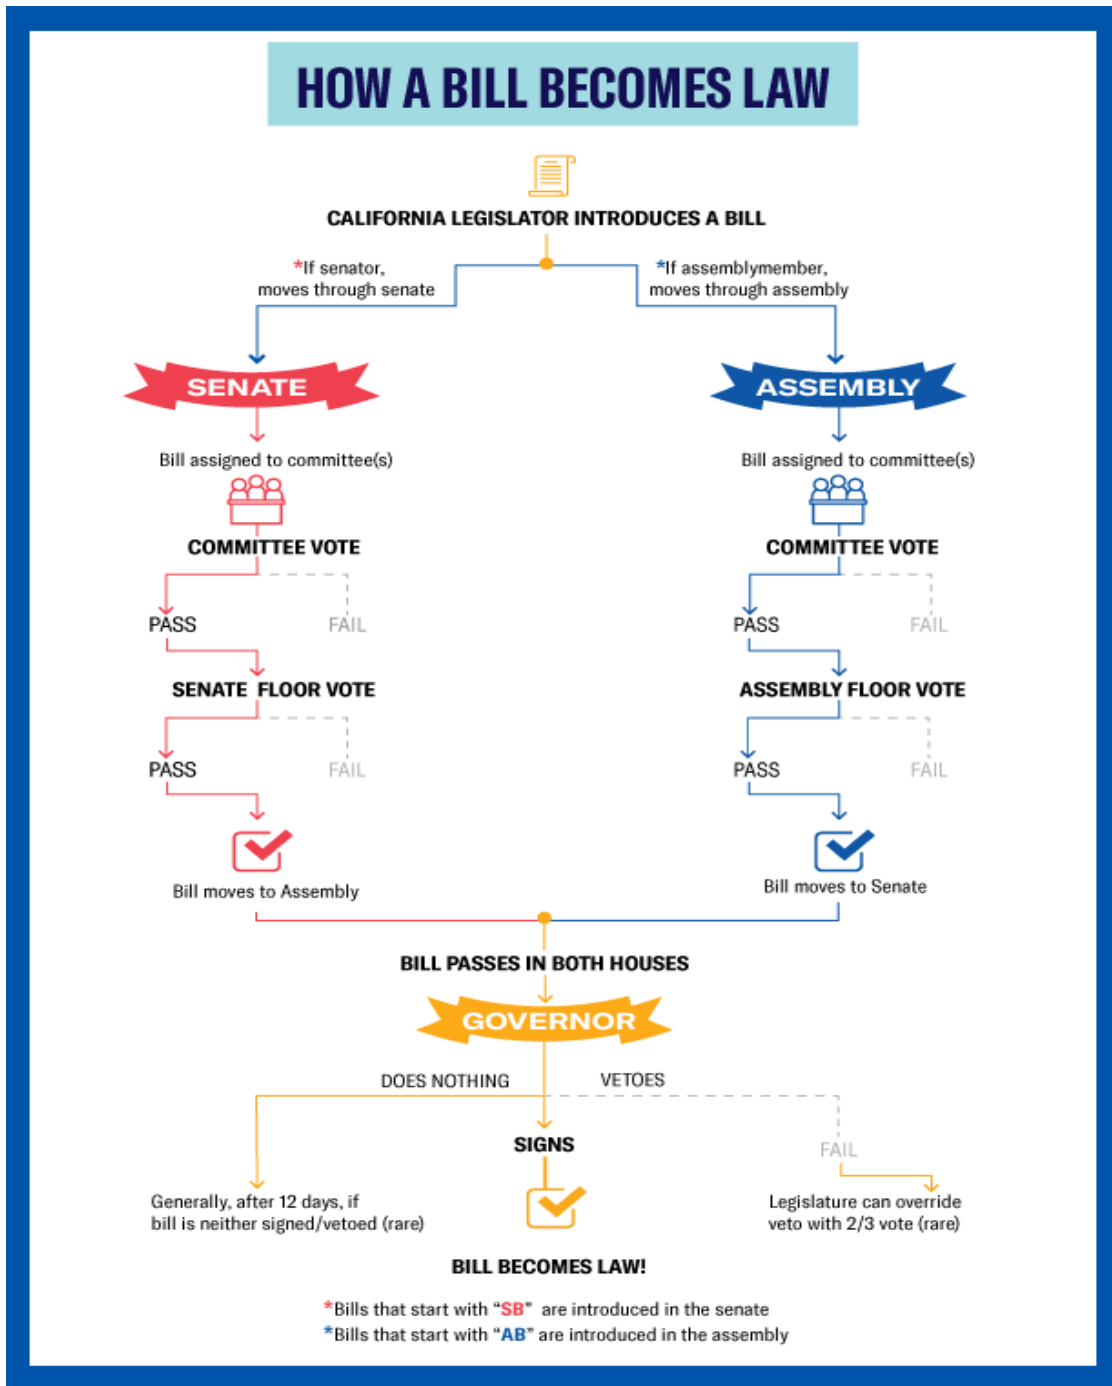 HOW A BILL BECOMES LAW
CALIFORNIA LEGISLATOR INTRODUCES A BILL
*If senator,
moves through senate
*If assemblymember,
moves through assembly
SENATE
ASSEMBLY
Bill assigned to committee(s)
Bill assigned to committee(s)
COMMITTEE VOTE
COMMITTEE VOTE
PASS
FAIL
PASS
FAIL
SENATE FLOOR VOTE
ASSEMBLY FLOOR VOTE
PASS
FAIL
PASS
FAIL
Bill moves to Assembly
Bill moves to Senate
BILL PASSES IN BOTH HOUSES
GOVERNOR
DOES NOTHING
VETOES
SIGNS
FAIL
Generally, after 12 days, if
bill is neither signed/vetoed (rare)
Legislature can override
veto with 2/3 vote (rare)
BILL BECOMES LAW!
*Bills that start with “SB” are introduced in the senate
*Bills that start with “AB” are introduced in the assembly